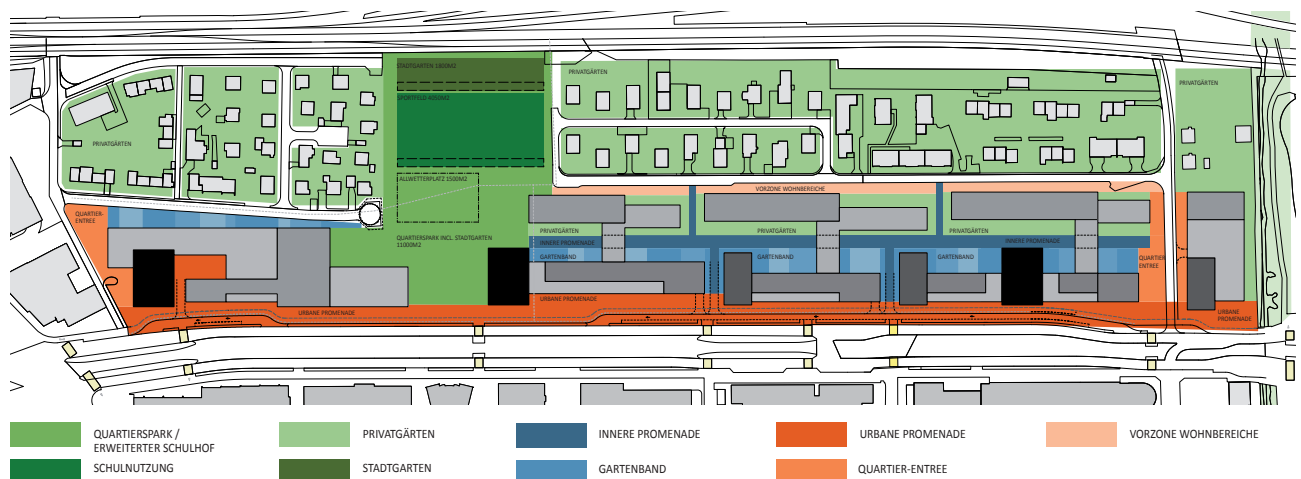 STADTGARTEN 1000M2
SPORTFELD 4050M2
PRIVATGÄRTEN
PRIVATGÄRTEN
PRIVATGÄRTEN
ALLWETTERPLATZ 1500M2
VORZONE WOHNBEREICHE
QUARTIER-
ENTREE
QUARTIERSPARK INCL. STADTGARTEN
11000M2
PRIVATGÄRTEN
PRIVATGÄRTEN
PRIVATGÄRTEN
INNERE PROMENADE
INNERE PROMENADE
GARTENBAND
GARTENBAND
GARTENBAND
QUARTIER
ENTREE
URBANE PROMENADE
URBANE PROMENADE
URBANE
PROMENADE
QUARTIERSPARK /
ERWEITERTER SCHULHOF
PRIVATGÄRTEN
INNERE PROMENADE
URBANE PROMENADE
VORZONE WOHNBEREICHE
SCHULNUTZUNG
STADTGARTEN
GARTENBAND
QUARTIER-ENTREE